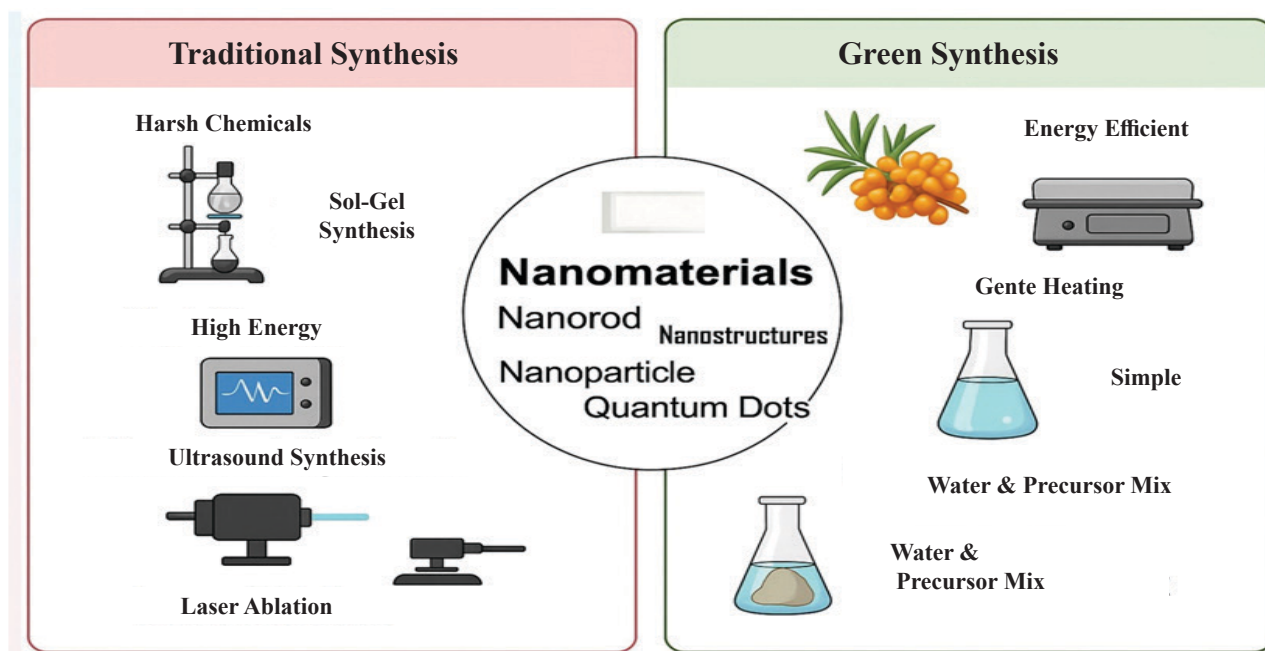 Traditional Synthesis
Harsh Chemicals
Sol-Gel
Synthesis
High Energy
Ultrasound Synthesis
Laser Ablation
Nanomaterials
Nanorod
Nanostructures
Nanoparticle
Quantum Dots
Green Synthesis
Energy Efficient
Gente Heating
Simple
Water & Precursor Mix
Water &
Precursor Mix